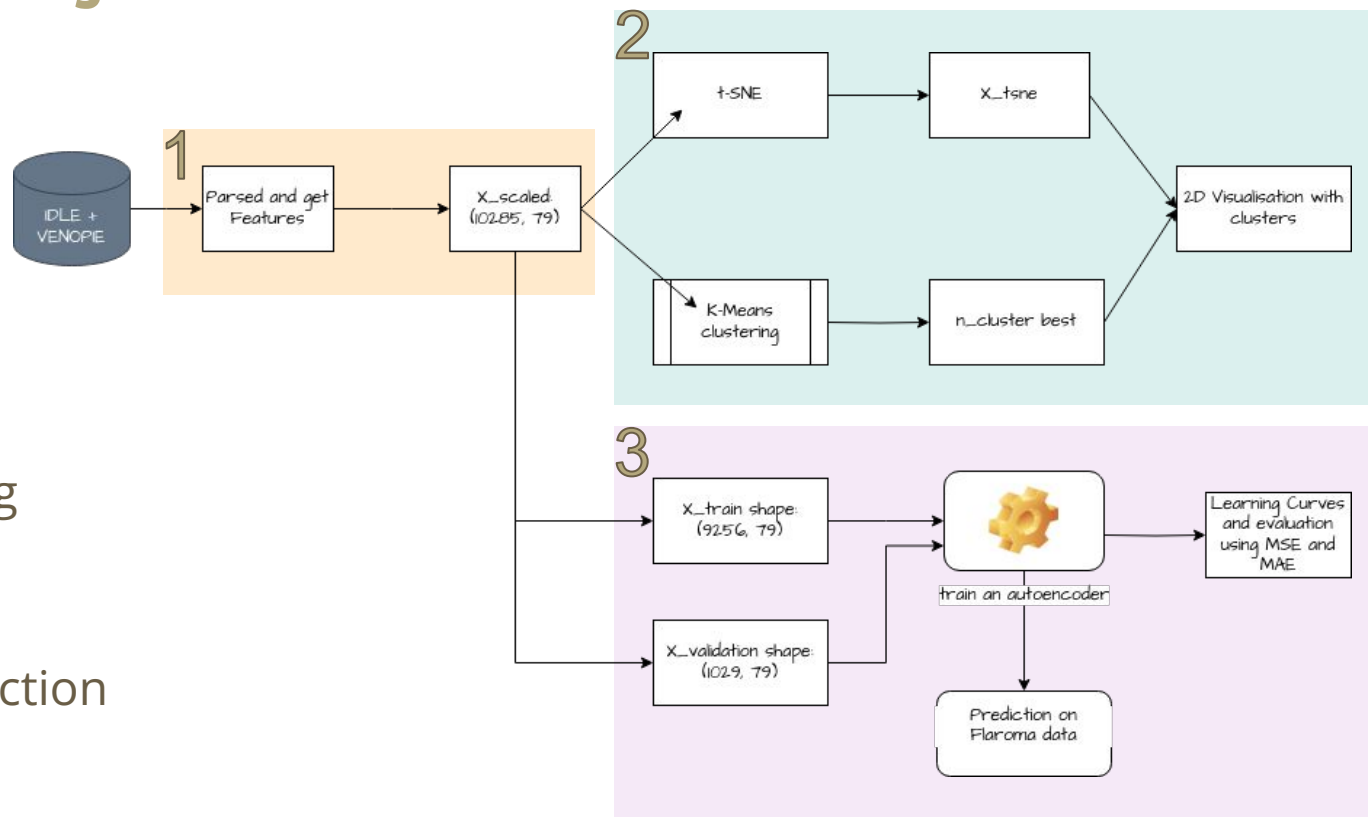 g
1
IDLE +
VENOPIE
Parsed and get
Features
X_scaled:
(10285, 79)
2
t-SNE
X_tsne
2D Visualisation with
clusters
K-Means
clustering
n_cluster best
3
g
ction
X_train shape:
(9256, 79)
train an autoencoder
Learning Curves
and evaluation
using MSE and
MAE
X_validation shape:
(1029, 79)
Prediction on
Flaroma data